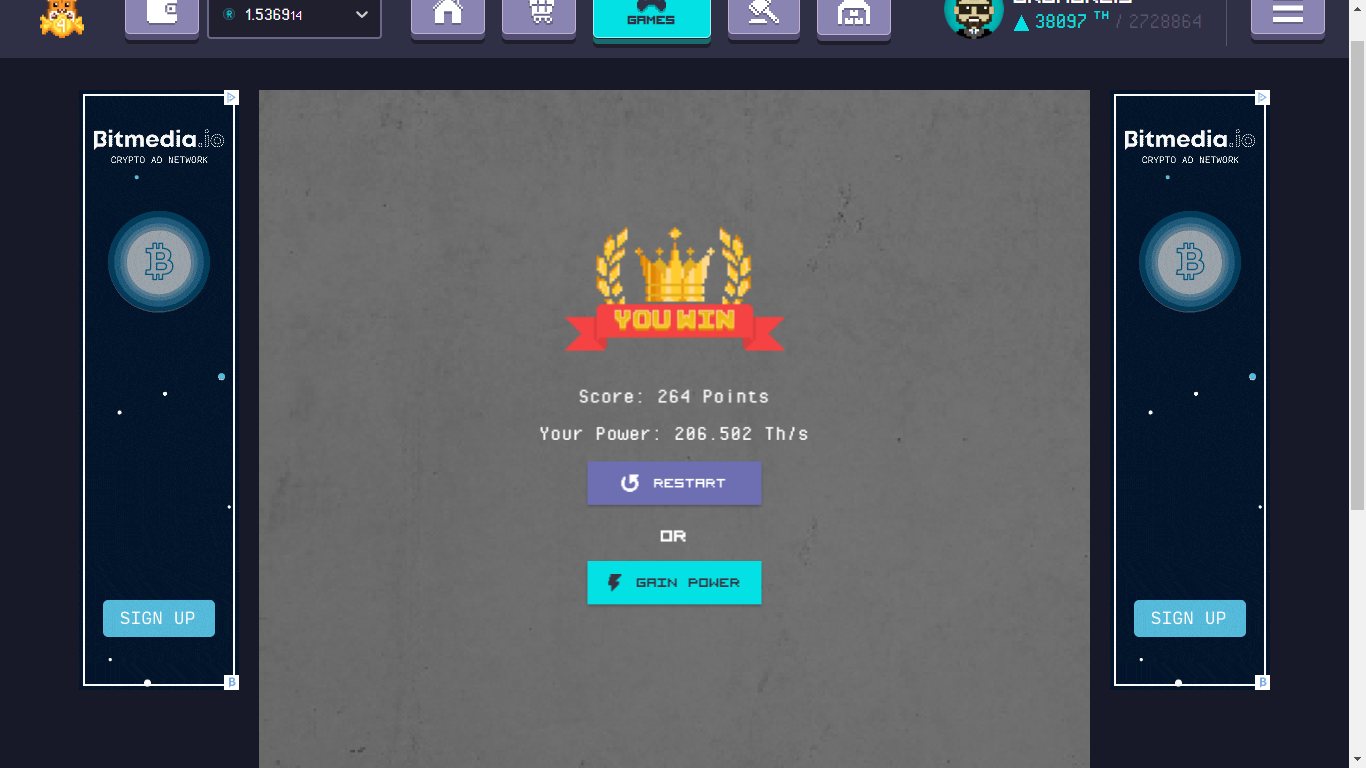 1.536914
GAMES
38097 TH / 2728864
Bitmedia.io
CRYPTO AD NETWORK
SIGN UP
YOU WIN
Score: 264 Points
Your Power: 206.502 Th/s
RESTART
OR
GAIN POWER
Bitmedia.io
CRYPTO AD NETWORK
SIGN UP